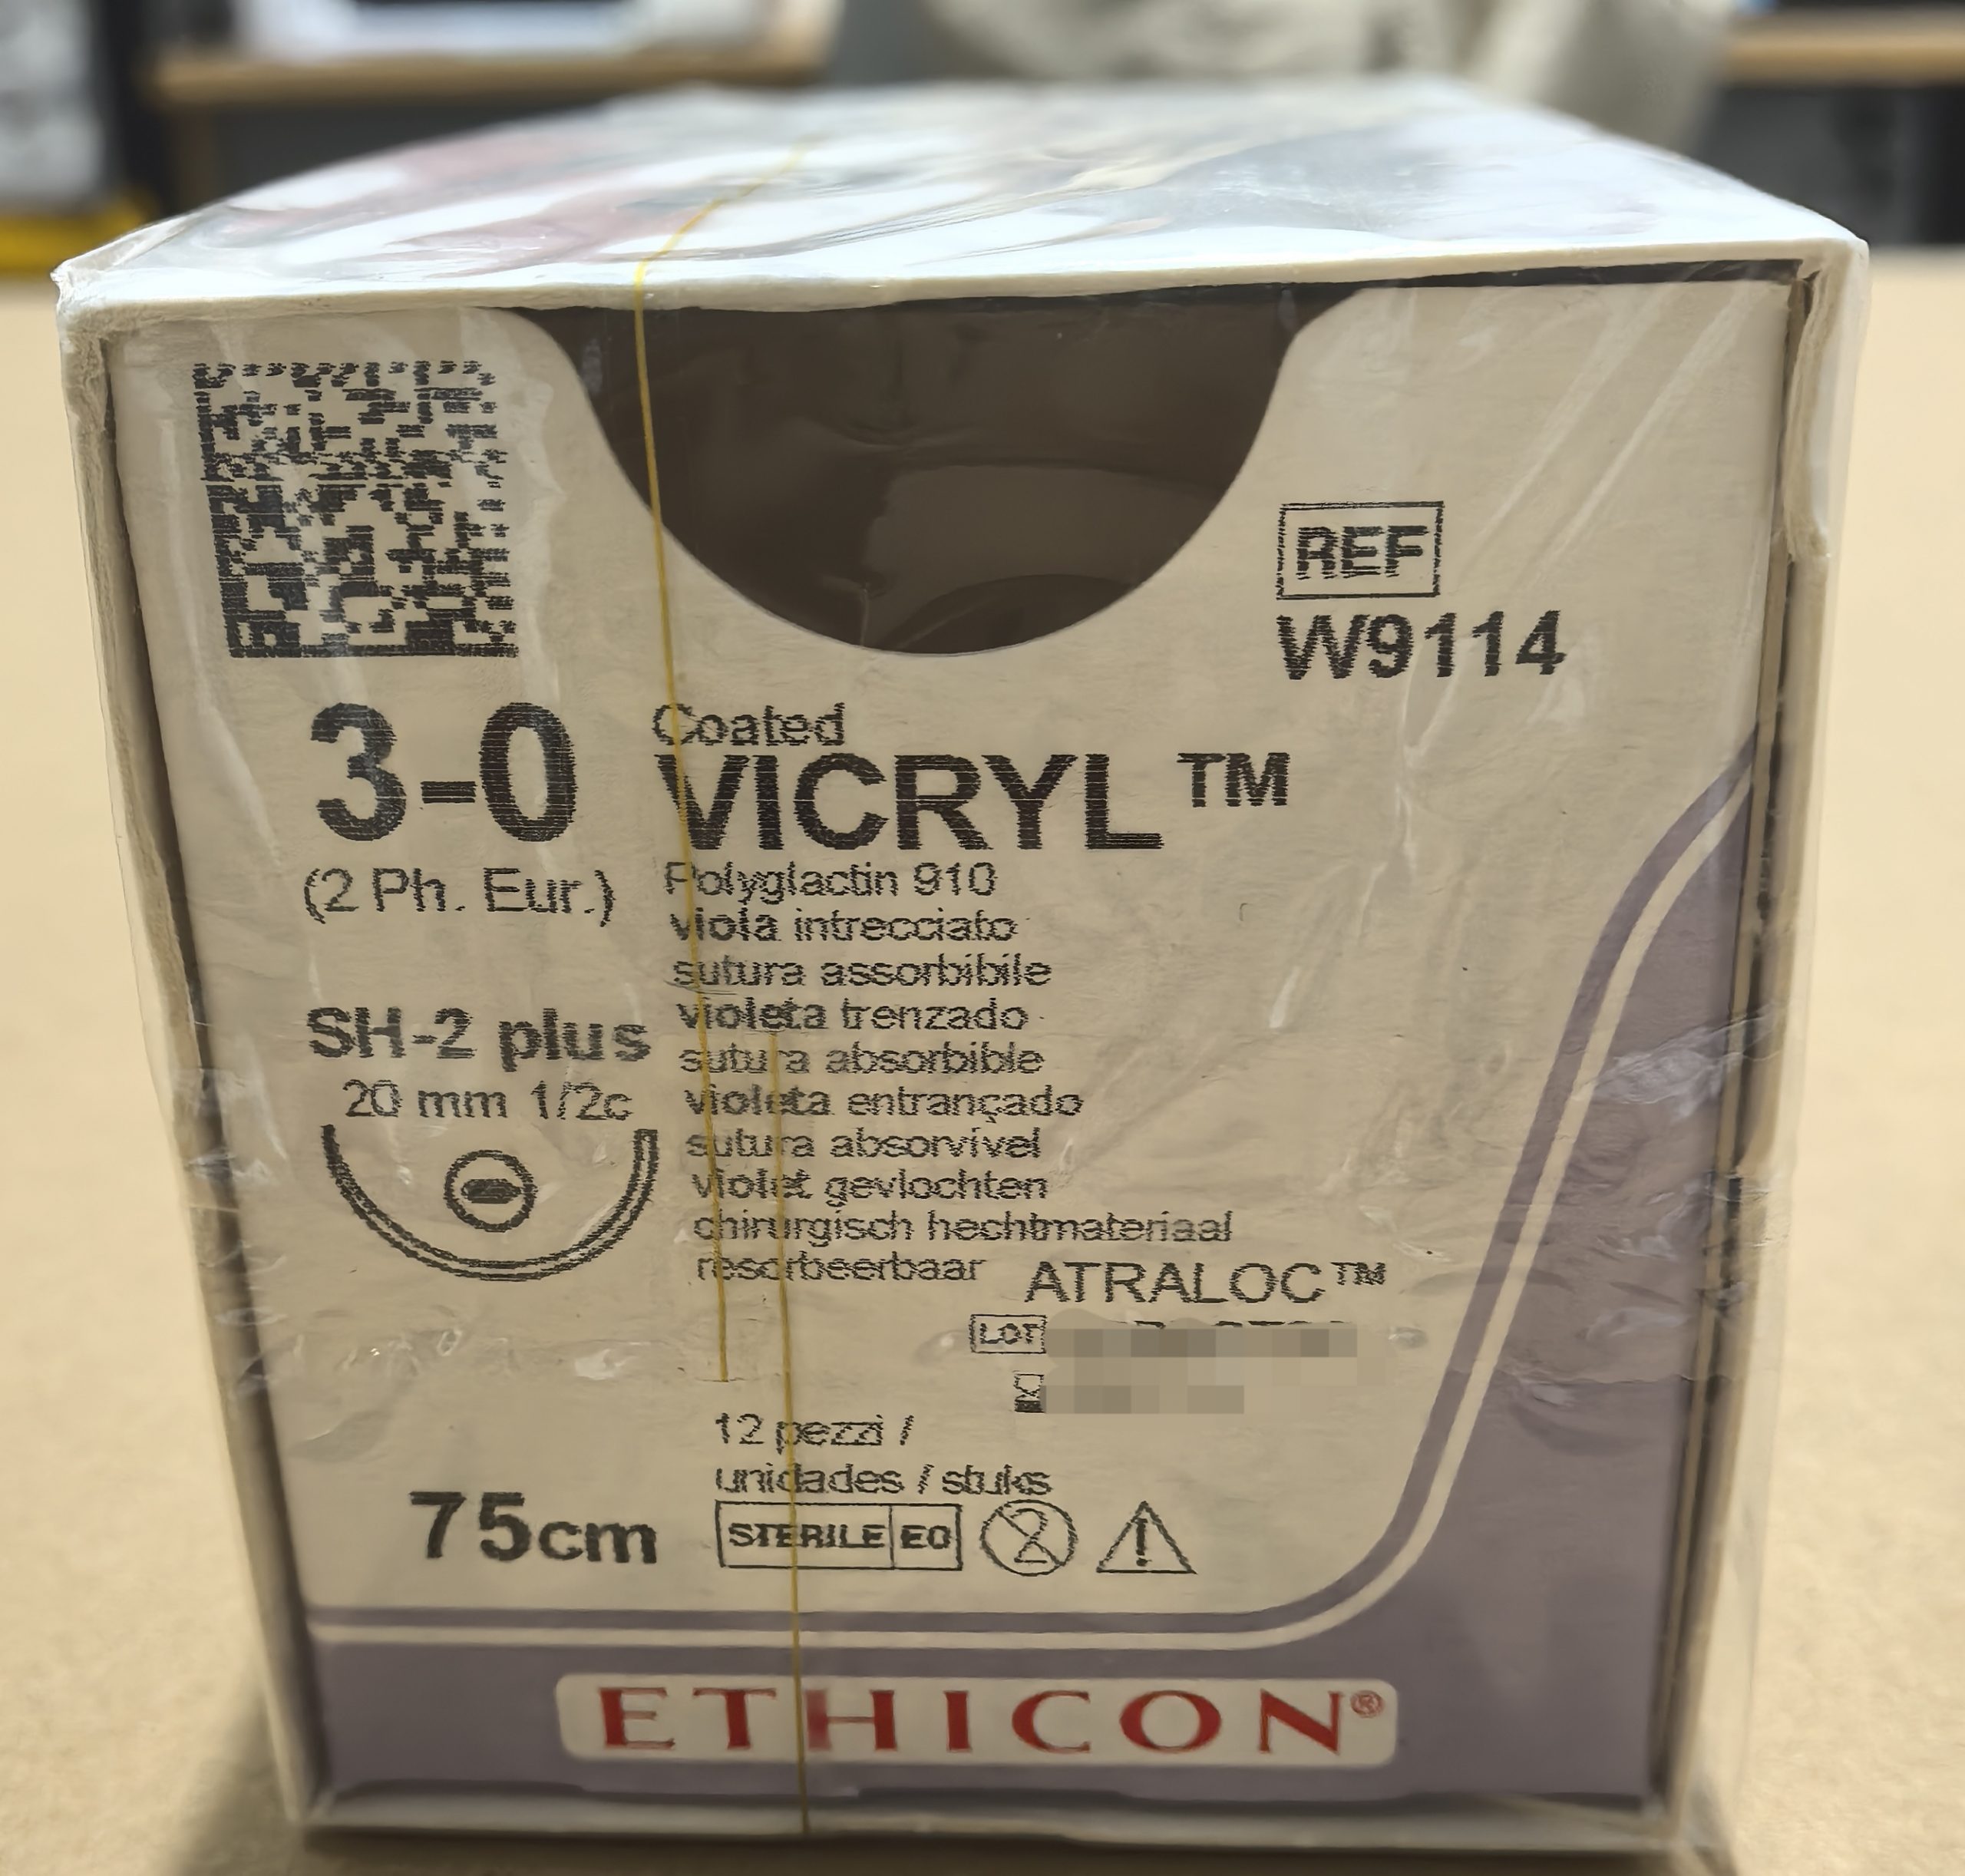 REF
W9114
3-0
(2 Ph. Eur.)
Coated
VICRYL™
Polyglactin 910
viola intrecciato
sutura assorbibile
violeta trenzado
sutura absorbible
violeta entrançado
sutura absorvível
violet gevlochten
chirurgisch hechtmateriaal
resorbeerbaar
SH-2 plus
20 mm 1/2c
ATRALOC™
LOT
12 pezzi /
unidades / stuks
75cm
STERILE EO
2
ETHICON®